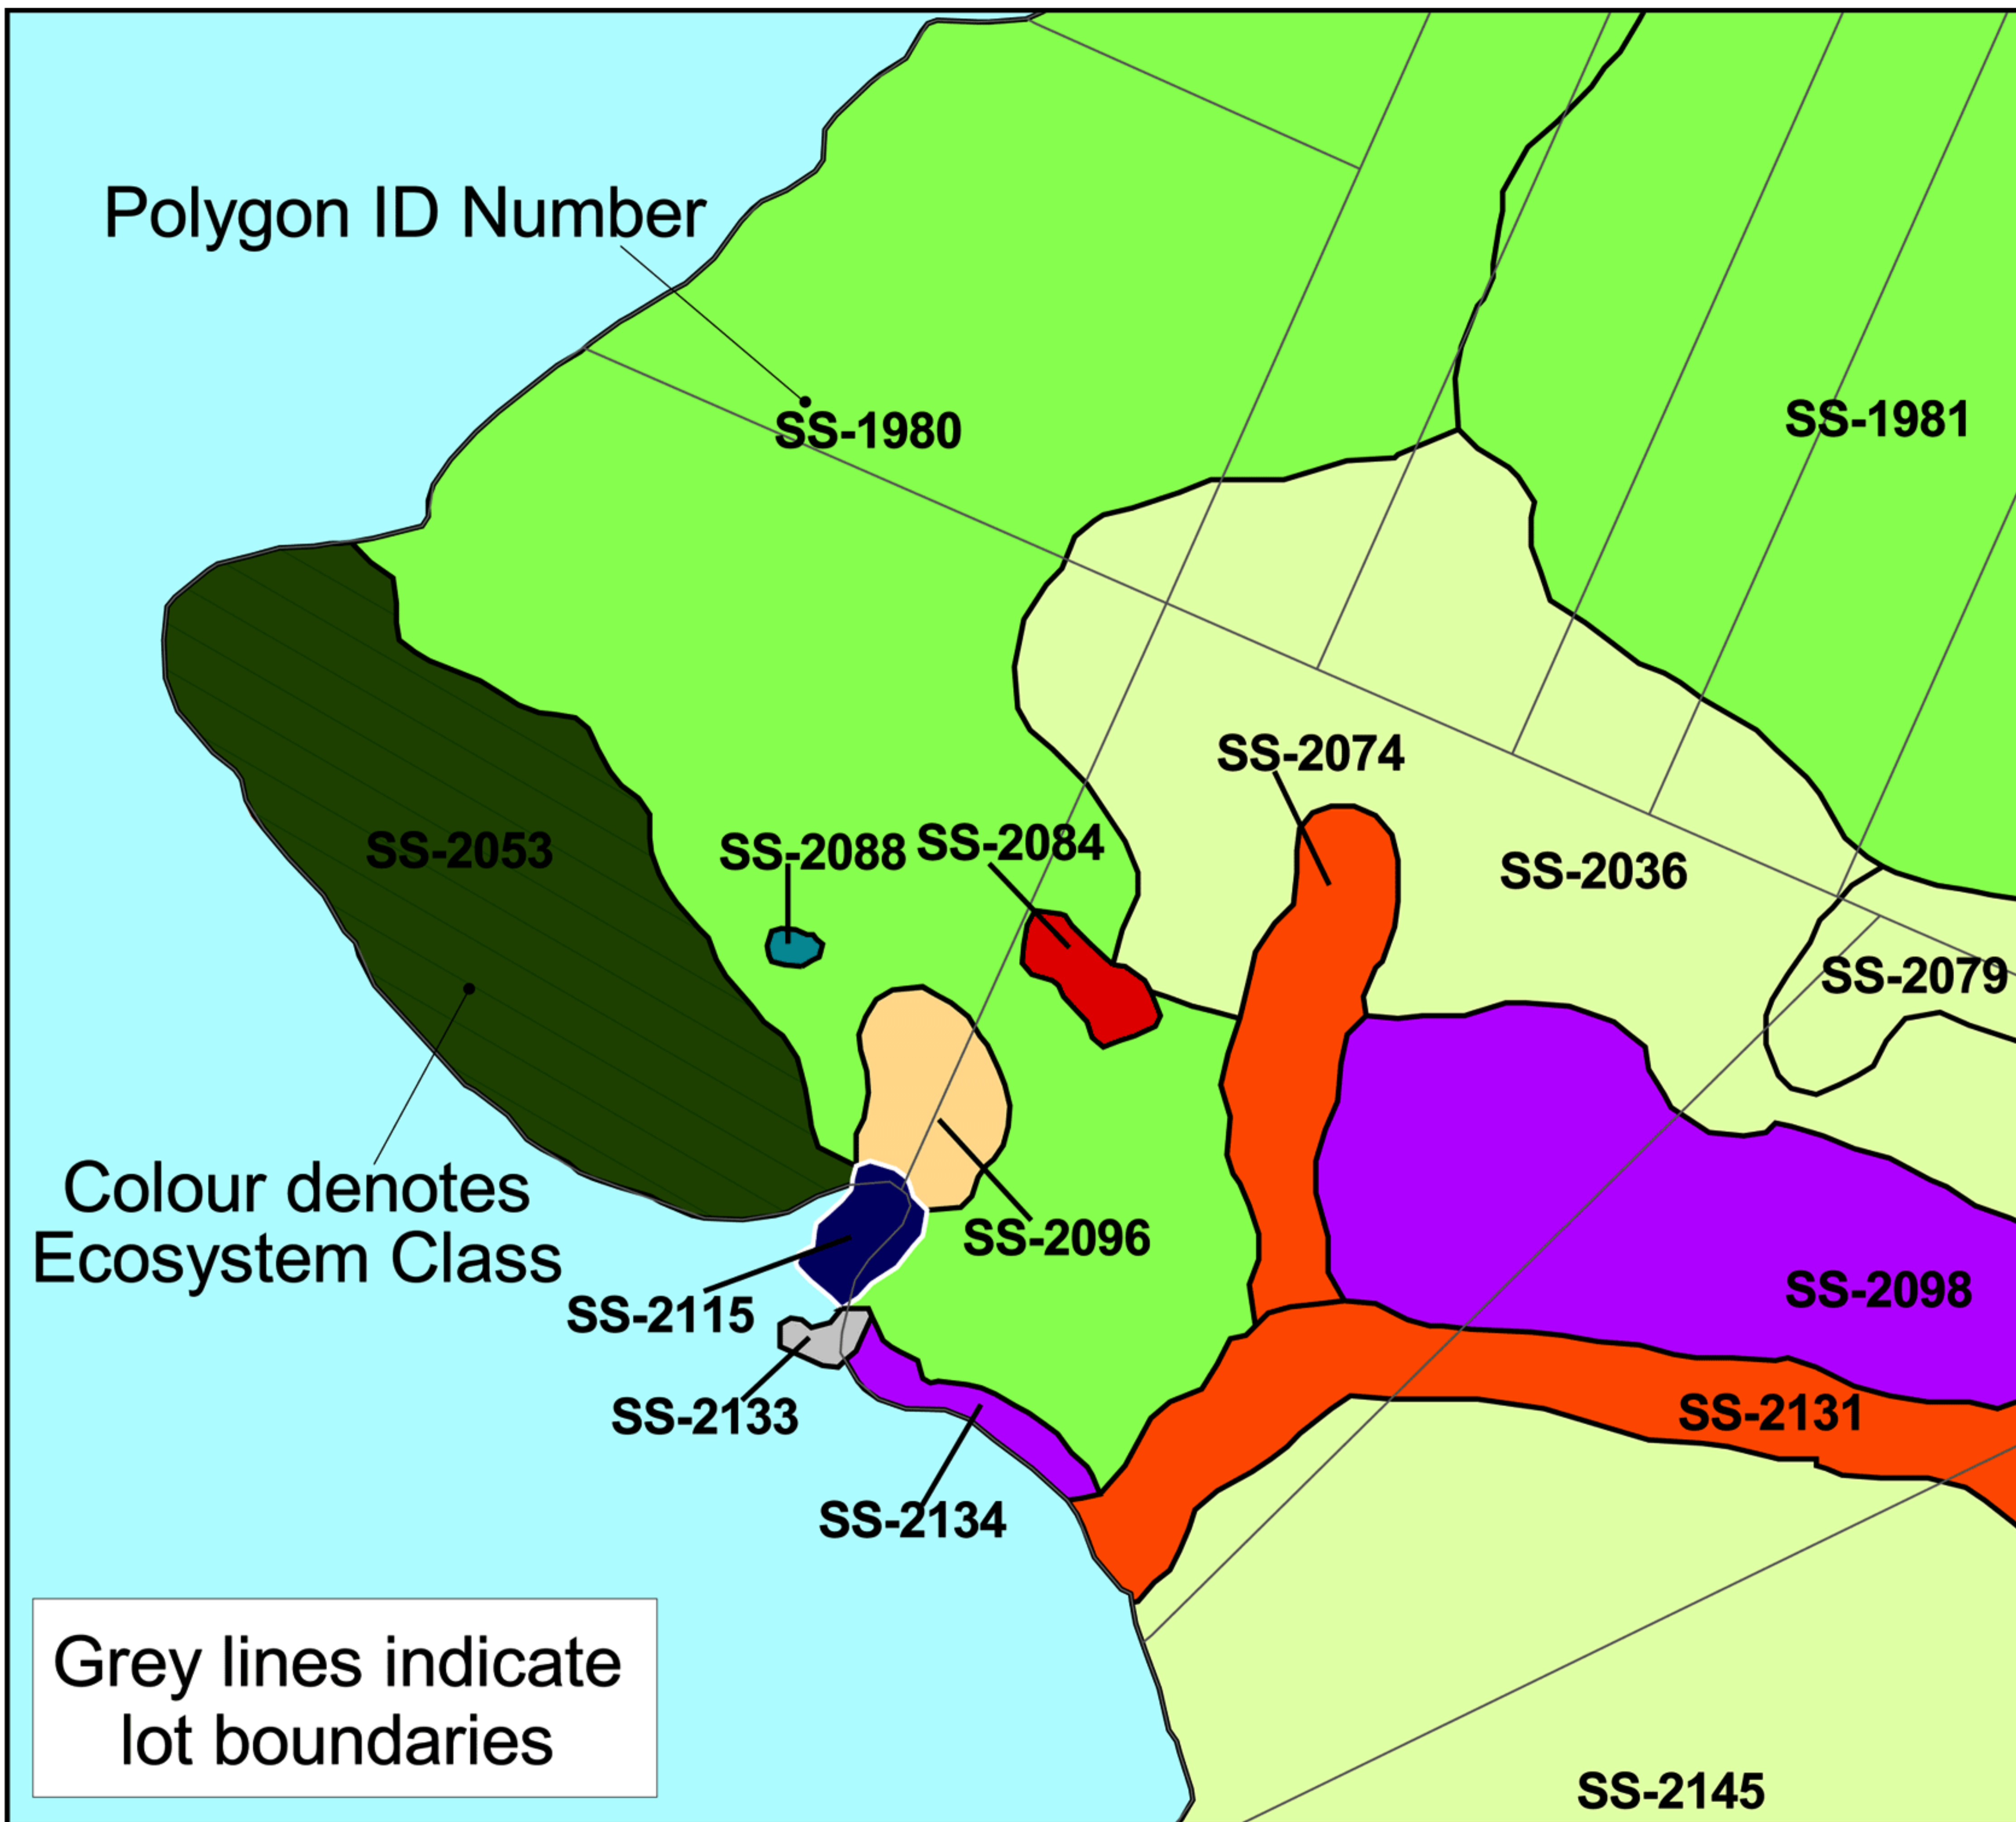 Polygon ID Number
SS-1980
SS-1981
SS-2074
SS-2053
SS-2088
SS-2084
SS-2036
SS-2079
Colour denotes
Ecosystem Class
SS-2096
SS-2098
SS-2115
SS-2133
SS-2131
SS-2134
Grey lines indicate
lot boundaries
SS-2145